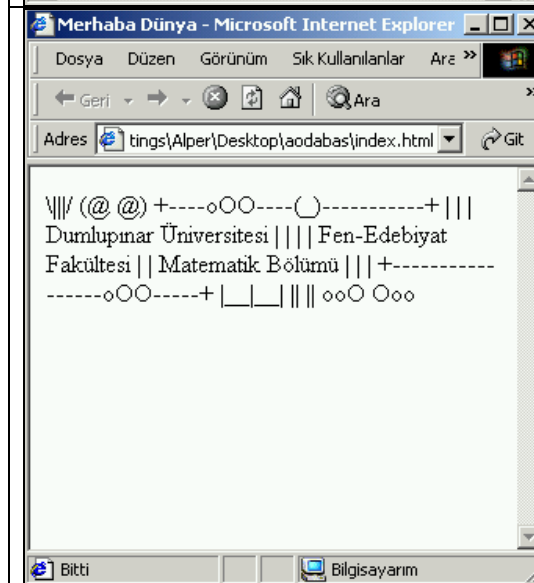 Merhaba Dünya - Microsoft Internet Explorer
Dosya Düzen Görünüm Sık Kullanılanlar Ara »
Geri Ara »
Adres tings\Alper\Desktop\aodabas\index.html Git
\|||/ (@ @) +----oOO----(_)-----------+ | | |
Dumlupınar Üniversitesi | | | | Fen-Edebiyat
Fakültesi | | Matematik Bölümü | | | +-----------
------oOO-----+ |__|__| || || ooO Ooo
Bitti Bilgisayarım